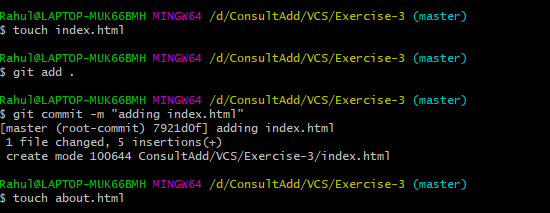 Rahul@LAPTOP-MUK66BMH MINGW64 /d/ConsultAdd/VCS/Exercise-3 (master)
$ touch index.html
Rahul@LAPTOP-MUK66BMH MINGW64 /d/ConsultAdd/VCS/Exercise-3 (master)
$ git add .
Rahul@LAPTOP-MUK66BMH MINGW64 /d/ConsultAdd/VCS/Exercise-3 (master)
$ git commit -m "adding index.html"
[master (root-commit) 7921d0f] adding index.html
 1 file changed, 5 insertions(+)
 create mode 100644 ConsultAdd/VCS/Exercise-3/index.html
Rahul@LAPTOP-MUK66BMH MINGW64 /d/ConsultAdd/VCS/Exercise-3 (master)
$ touch about.html